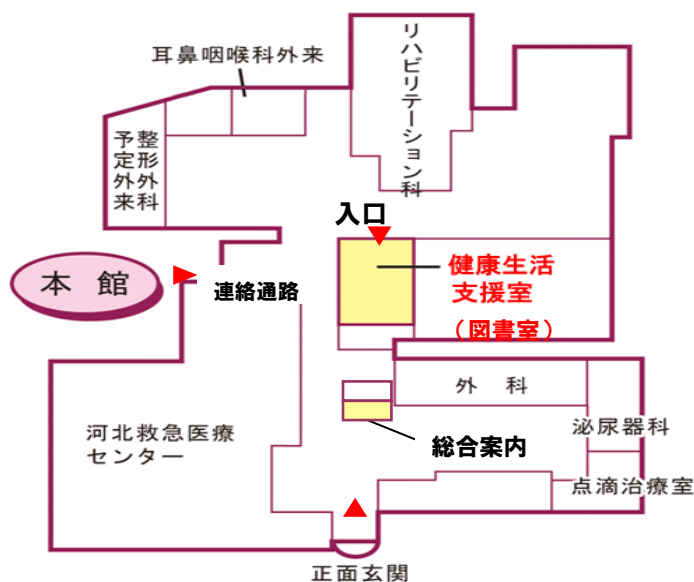 耳鼻咽喉科外来
リハビリテーション科
整形外科
予定外来
入口
本 館
連絡通路
健康生活
支援室
（図書室）
外 科
河北救急医療
センター
総合案内
泌尿器科
点滴治療室
正面玄関